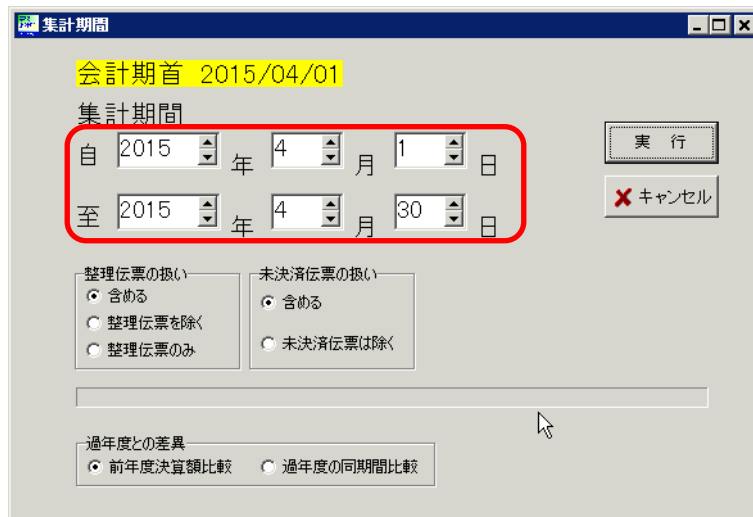 集計期間
会計期首 2015/04/01
集計期間
自 2015 年 4 月 1 日
至 2015 年 4 月 30 日
実 行
キャンセル
整理伝票の扱い
含める
整理伝票を除く
整理伝票のみ
未決済伝票の扱い
含める
未決済伝票は除く
過年度との差異
前年度決算額比較
過年度の同期間比較